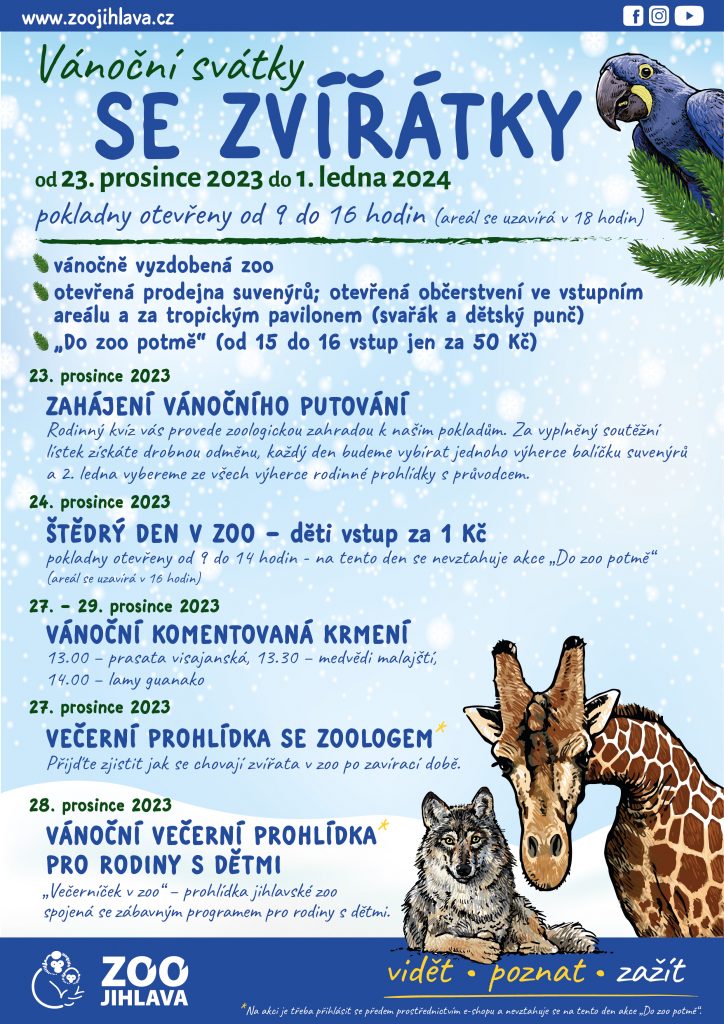 www.zoojihlava.cz
Vánoční svátky
SE ZVÍŘÁTKY
od 23. prosince 2023 do 1. ledna 2024
pokladny otevřeny od 9 do 16 hodin (areál se uzavírá v 18 hodin)
vánočně vyzdobená zoo
otevřená prodejna suvenýrů; otevřená občerstvení ve vstupním
areálu a za tropickým pavilonem (svařák a dětský punč)
„Do zoo potmě“ (od 15 do 16 vstup jen za 50 Kč)
23. prosince 2023
ZAHÁJENÍ VÁNOČNÍHO PUTOVÁNÍ
Rodinný kvíz vás provede zoologickou zahradou k našim pokladům. Za vyplněný soutěžní
lístek získáte drobnou odměnu, každý den budeme vybírat jednoho výherce balíčku suvenýrů
a 2. ledna vybereme ze všech výherce rodinné prohlídky s průvodcem.
24. prosince 2023
ŠTĚDRÝ DEN V ZOO – děti vstup za 1 Kč
pokladny otevřeny od 9 do 14 hodin - na tento den se nevztahuje akce „Do zoo potmě“
(areál se uzavírá v 16 hodin)
27. – 29. prosince 2023
VÁNOČNÍ KOMENTOVANÁ KRMENÍ
13.00 – prasata visajanská, 13.30 – medvědi malajští,
14.00 – lamy guanako
27. prosince 2023
VEČERNÍ PROHLÍDKA SE ZOOLOGEM*
Přijďte zjistit jak se chovají zvířata v zoo po zavírací době.
28. prosince 2023
VÁNOČNÍ VEČERNÍ PROHLÍDKA*
PRO RODINY S DĚTMI
„Večerníček v zoo“ – prohlídka jihlavské zoo
spojená se zábavným programem pro rodiny s dětmi.
ZOO
JIHLAVA
vidět • poznat • zažít
*Na akci je třeba přihlásit se předem prostřednictvím e-shopu a nevztahuje se na tento den akce „Do zoo potmě“.